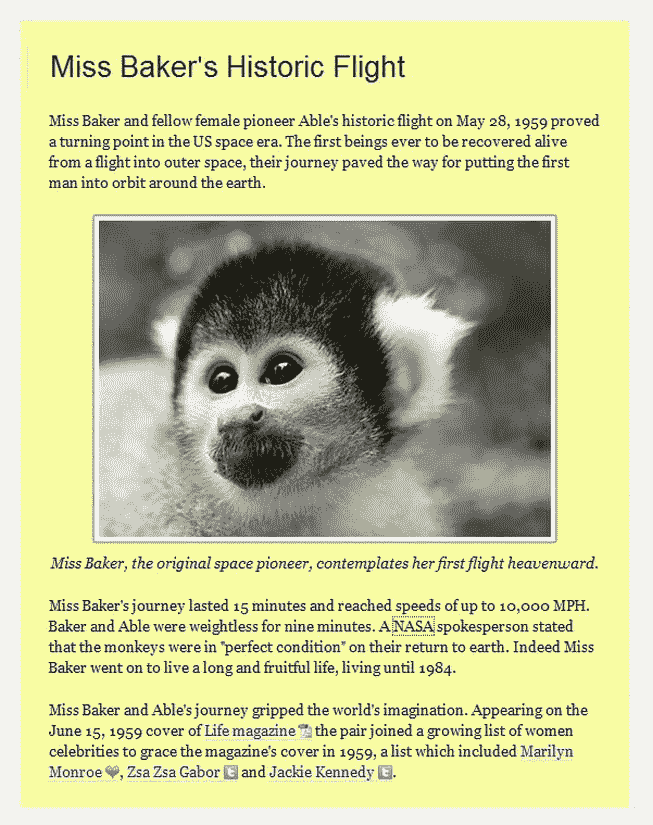 Miss Baker's Historic Flight
Miss Baker and fellow female pioneer Able's historic flight on May 28, 1959 proved
a turning point in the US space era. The first beings ever to be recovered alive
from a flight into outer space, their journey paved the way for putting the first
man into orbit around the earth.
Miss Baker, the original space pioneer, contemplates her first flight heavenward.
Miss Baker's journey lasted 15 minutes and reached speeds of up to 10,000 MPH.
Baker and Able were weightless for nine minutes. A NASA spokesperson stated
that the monkeys were in "perfect condition" on their return to earth. Indeed Miss
Baker went on to live a long and fruitful life, living until 1984.
Miss Baker and Able's journey gripped the world's imagination. Appearing on the
June 15, 1959 cover of Life magazine the pair joined a growing list of women
celebrities to grace the magazine's cover in 1959, a list which included Marilyn
Monroe , Zsa Zsa Gabor and Jackie Kennedy .